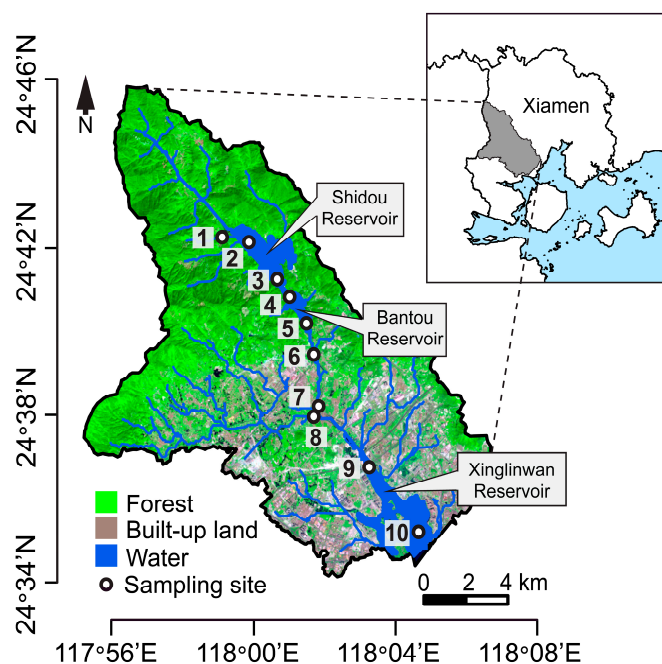 24°46'N
24°42'N
24°38'N
24°34'N
N
Xiamen
Shidou
Reservoir
Bantou
Reservoir
Xinglinwan
Reservoir
1
2
3
4
5
6
7
8
9
10
Forest
Built-up land
Water
Sampling site
0 2 4 km
117°56'E 118°00'E 118°04'E 118°08'E